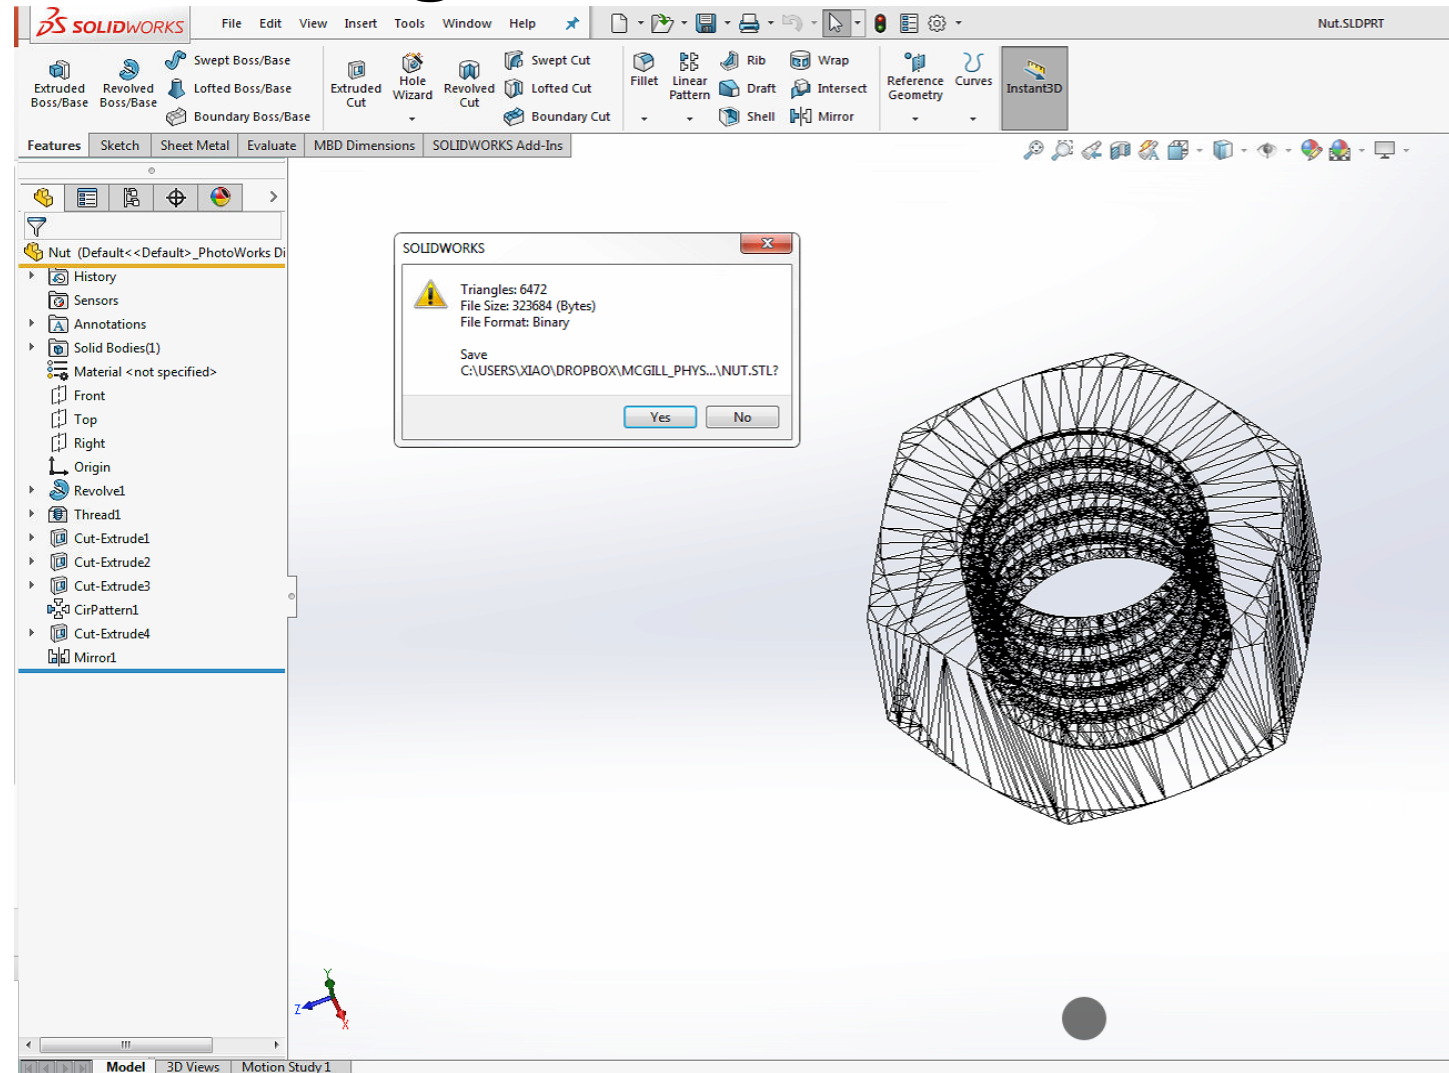 SOLIDWORKS File Edit View Insert Tools Window Help Nut.SLDPRT
Extruded Boss/Base
Revolved Boss/Base
Swept Boss/Base
Lofted Boss/Base
Boundary Boss/Base
Extruded Cut
Hole Wizard
Revolved Cut
Swept Cut
Lofted Cut
Boundary Cut
Fillet
Linear Pattern
Rib
Draft
Shell
Wrap
Intersect
Mirror
Reference Geometry
Curves
Instant3D
Features Sketch Sheet Metal Evaluate MBD Dimensions SOLIDWORKS Add-Ins
Nut (Default<<Default>_PhotoWorks Di
History
Sensors
Annotations
Solid Bodies(1)
Material <not specified>
Front
Top
Right
Origin
Revolve1
Thread1
Cut-Extrude1
Cut-Extrude2
Cut-Extrude3
CirPattern1
Cut-Extrude4
Mirror1
SOLIDWORKS
Triangles: 6472
File Size: 323684 (Bytes)
File Format: Binary
Save
C:\USERS\XIAO\DROPBOX\MCGILL_PHYS...\NUT.STL?
Yes No
Y
Z
X
Model 3D Views Motion Study 1